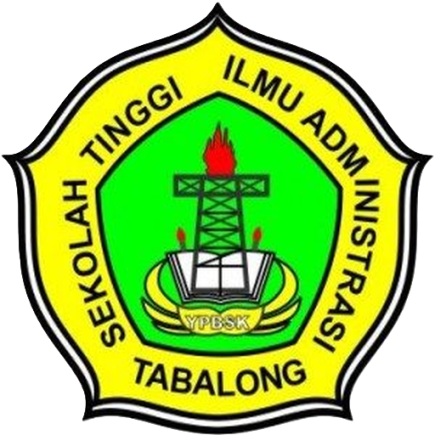 SEKOLAH TINGGI ILMU ADMINISTRASI
TABALONG
YPBSK